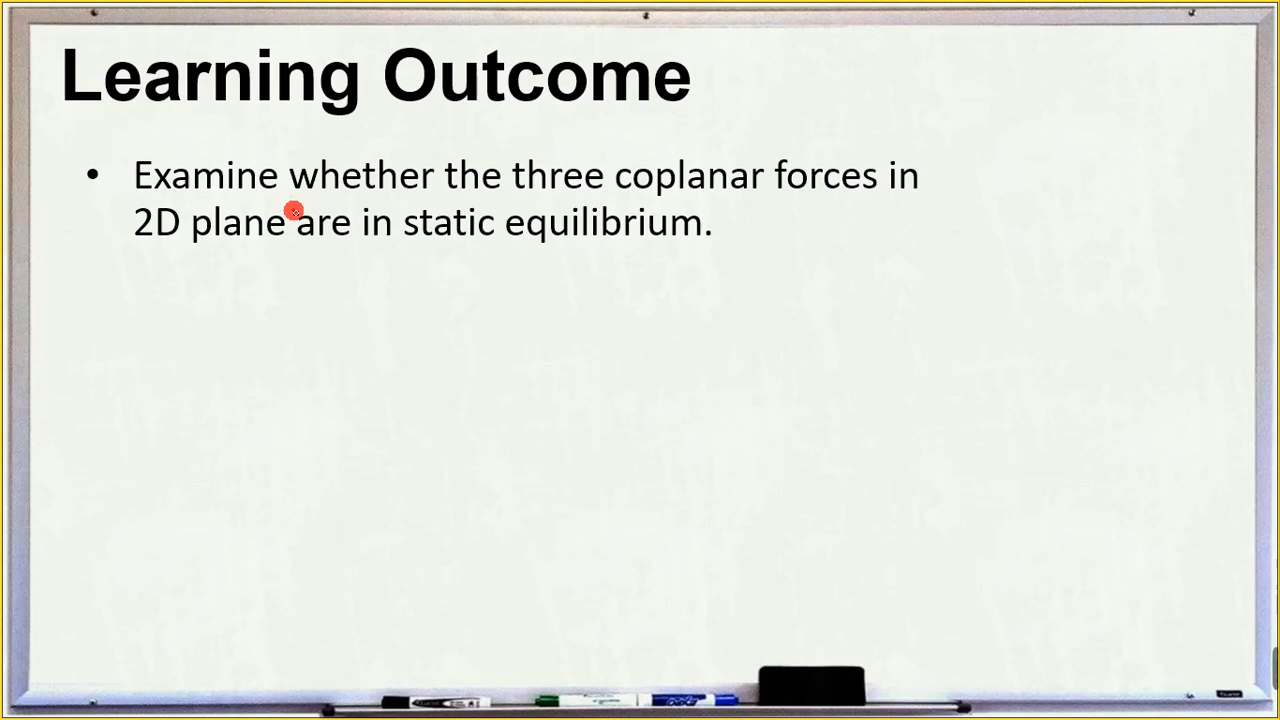 Learning Outcome
• Examine whether the three coplanar forces in
2D plane are in static equilibrium.